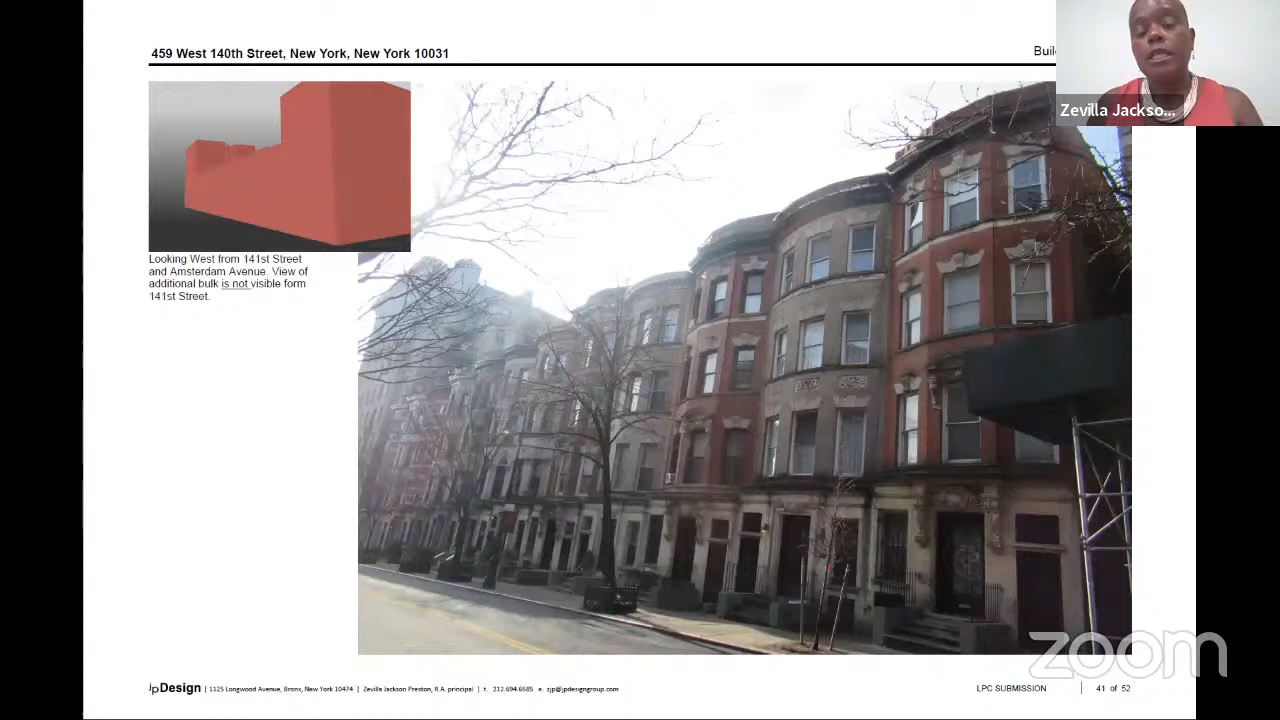 459 West 140th Street, New York, New York 10031
Zevilla Jackso...
Looking West from 141st Street
and Amsterdam Avenue. View of
additional bulk is not visible form
141st Street.
jpDesign | 1125 Longwood Avenue, Bronx, New York 10474 | Zevilla Jackson Preston, R.A. principal | t. 212.694.6585 e. zjp@jpdesigngroup.com
LPC SUBMISSION | 41 of 52
zoom